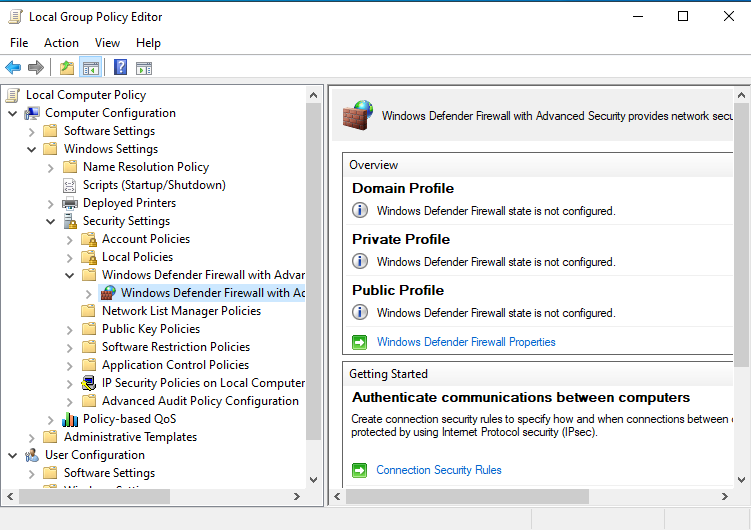 Local Group Policy Editor
File Action View Help
Local Computer Policy
Computer Configuration
Software Settings
Windows Settings
Name Resolution Policy
Scripts (Startup/Shutdown)
Deployed Printers
Security Settings
Account Policies
Local Policies
Windows Defender Firewall with Advan
Windows Defender Firewall with Ad
Network List Manager Policies
Public Key Policies
Software Restriction Policies
Application Control Policies
IP Security Policies on Local Computer
Advanced Audit Policy Configuration
Policy-based QoS
Administrative Templates
User Configuration
Software Settings
Windows Defender Firewall with Advanced Security provides network secu
Overview
Domain Profile
Windows Defender Firewall state is not configured.
Private Profile
Windows Defender Firewall state is not configured.
Public Profile
Windows Defender Firewall state is not configured.
Windows Defender Firewall Properties
Getting Started
Authenticate communications between computers
Create connection security rules to specify how and when connections between c
protected by using Internet Protocol security (IPsec).
Connection Security Rules